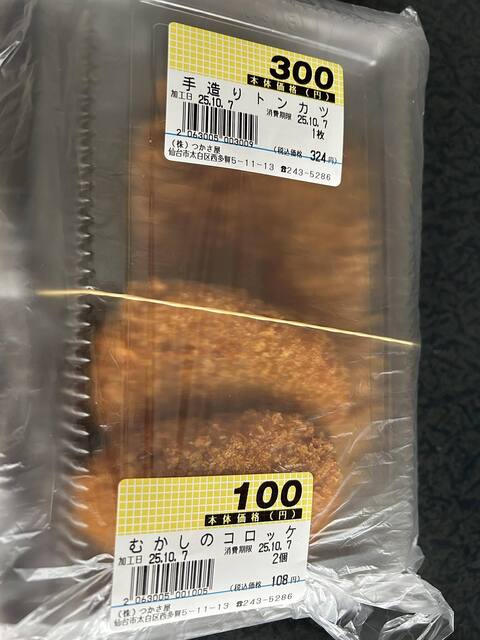 300
本体価格(円)
手造りトンカツ
加工日 25.10.7 消費期限 25.10.7
1枚
2 063005 003009
(税込価格 324円)
(株)つかさ屋
仙台市太白区西多賀5-11-13 ☎243-5286
100
本体価格(円)
むかしのコロッケ
加工日 25.10.7 消費期限 25.10.7
2個
2 063005 001005
(税込価格 108円)
(株)つかさ屋
仙台市太白区西多賀5-11-13 ☎243-5286